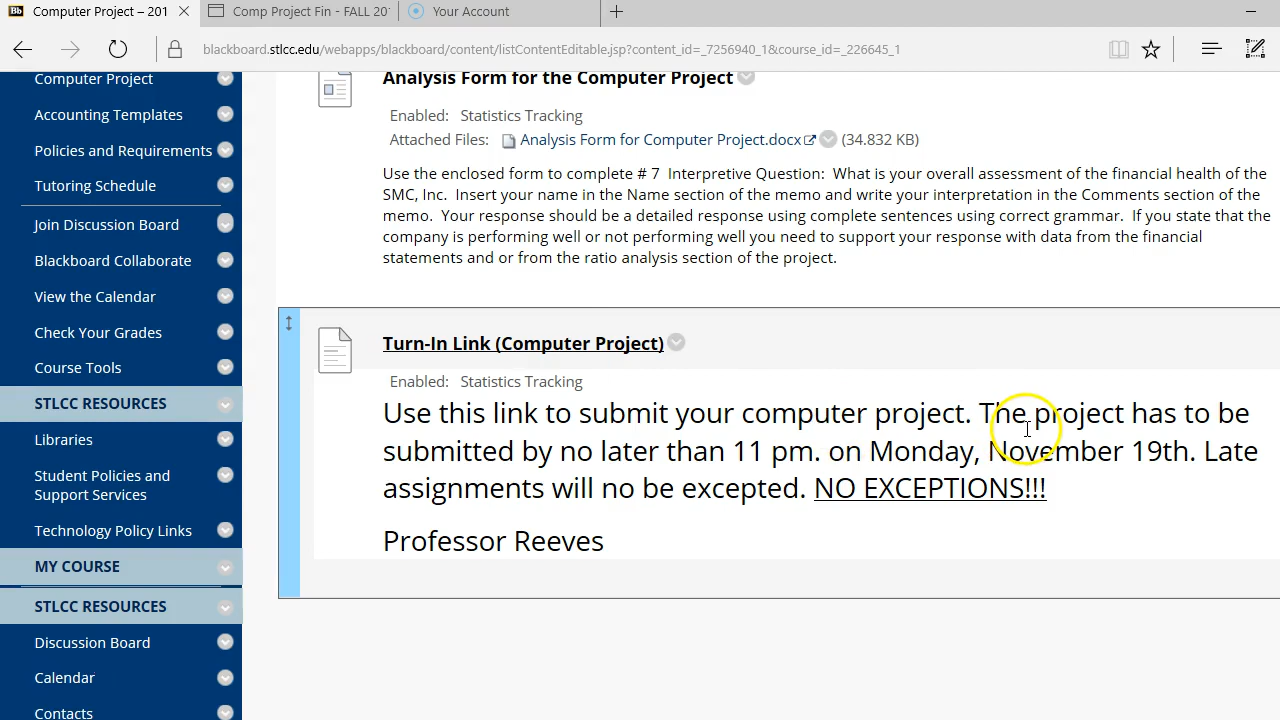 Computer Project – 201
Comp Project Fin - FALL 20
Your Account
blackboard.stlcc.edu/webapps/blackboard/content/listContentEditable.jsp?content_id=_7256940_1&course_id=_226645_1
Computer Project
Accounting Templates
Policies and Requirements
Tutoring Schedule
Join Discussion Board
Blackboard Collaborate
View the Calendar
Check Your Grades
Course Tools
STLCC RESOURCES
Libraries
Student Policies and
Support Services
Technology Policy Links
MY COURSE
STLCC RESOURCES
Discussion Board
Calendar
Contacts
Analysis Form for the Computer Project
Enabled: Statistics Tracking
Attached Files: Analysis Form for Computer Project.docx (34.832 KB)
Use the enclosed form to complete # 7 Interpretive Question: What is your overall assessment of the financial health of the
SMC, Inc. Insert your name in the Name section of the memo and write your interpretation in the Comments section of the
memo. Your response should be a detailed response using complete sentences using correct grammar. If you state that the
company is performing well or not performing well you need to support your response with data from the financial
statements and or from the ratio analysis section of the project.
Turn-In Link (Computer Project)
Enabled: Statistics Tracking
Use this link to submit your computer project. The project has to be
submitted by no later than 11 pm. on Monday, November 19th. Late
assignments will no be excepted. NO EXCEPTIONS!!!
Professor Reeves